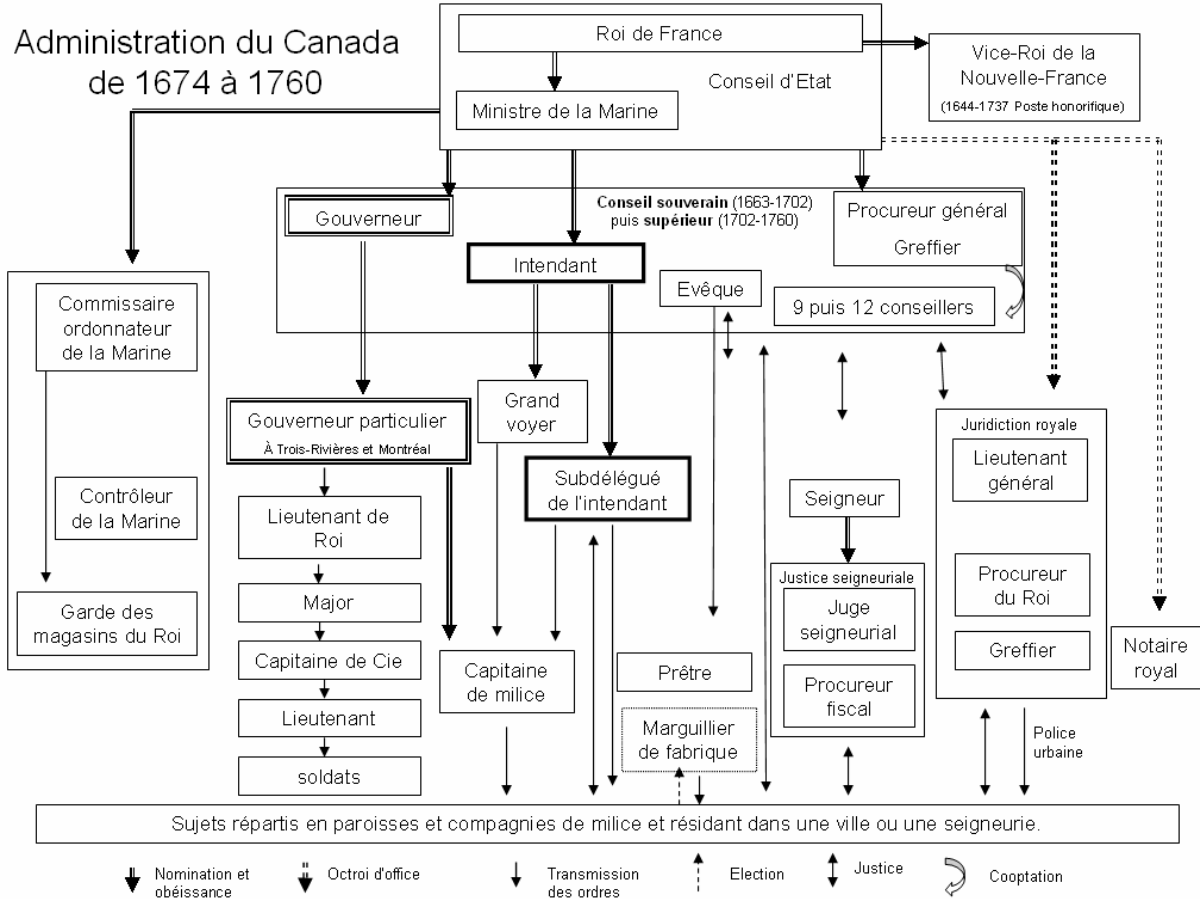 Administration du Canada
de 1674 à 1760
Roi de France
Conseil d'Etat
Ministre de la Marine
Vice-Roi de la
Nouvelle-France
(1644-1737 Poste honorifique)
Gouverneur
Conseil souverain (1663-1702)
puis supérieur (1702-1760)
Procureur général
Greffier
Intendant
Evêque
9 puis 12 conseillers
Commissaire
ordonnateur
de la Marine
Contrôleur
de la Marine
Garde des
magasins du Roi
Gouverneur particulier
À Trois-Rivières et Montréal
Grand
voyer
Subdélégué
de l'intendant
Lieutenant de
Roi
Major
Capitaine de Cie
Lieutenant
soldats
Capitaine
de milice
Prêtre
Marguillier
de fabrique
Seigneur
Justice seigneuriale
Juge
seigneurial
Procureur
fiscal
Juridiction royale
Lieutenant
général
Procureur
du Roi
Greffier
Notaire
royal
Police
urbaine
Sujets répartis en paroisses et compagnies de milice et résidant dans une ville ou une seigneurie.
Nomination et
obéissance
Octroi d'office
Transmission
des ordres
Election
Justice
Cooptation